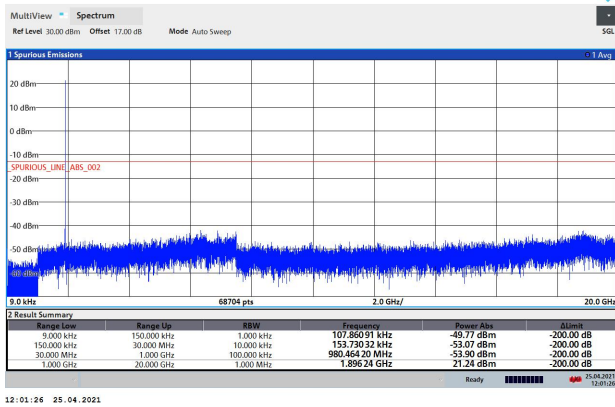 MultiView Spectrum
Ref Level 30.00 dBm Offset 17.00 dB Mode Auto Sweep SGL
1 Spurious Emissions 1 Avg
20 dBm
10 dBm
0 dBm
-10 dBm
_SPURIOUS_LINE_ABS_002
-20 dBm
-30 dBm
-40 dBm
-50 dBm
-60 dBm
9.0 kHz 68704 pts 2.0 GHz/ 20.0 GHz
2 Result Summary
Range Low Range Up RBW Frequency Power Abs ΔLimit
9.000 kHz 150.000 kHz 1.000 kHz 107.860 91 kHz -49.77 dBm -200.00 dB
150.000 kHz 30.000 MHz 10.000 kHz 153.730 32 kHz -53.07 dBm -200.00 dB
30.000 MHz 1.000 GHz 100.000 kHz 980.464 20 MHz -53.90 dBm -200.00 dB
1.000 GHz 20.000 GHz 1.000 MHz 1.896 24 GHz 21.24 dBm -200.00 dB
Ready 25.04.2021
12:01:26
12:01:26 25.04.2021